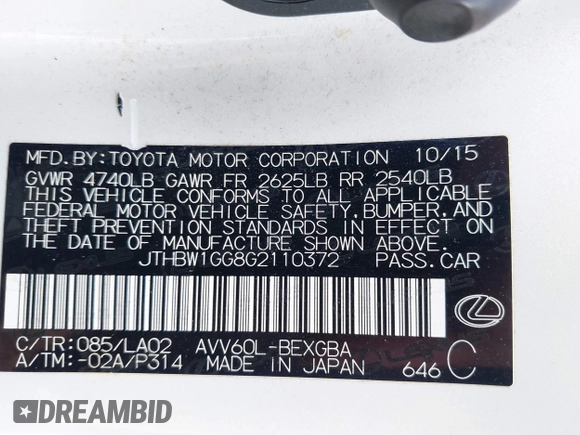 MFD. BY: TOYOTA MOTOR CORPORATION 10/15
GVWR 4740LB GAWR FR 2625LB RR 2540LB
THIS VEHICLE CONFORMS TO ALL APPLICABLE
FEDERAL MOTOR VEHICLE SAFETY, BUMPER, AND
THEFT PREVENTION STANDARDS IN EFFECT ON
THE DATE OF MANUFACTURE SHOWN ABOVE.
JTHBW1GG8G2110372 PASS. CAR
C/TR: 085/LA02 AVV60L-BEXGBA
A/TM: -02A/P314 MADE IN JAPAN 646 C
DREAMBID